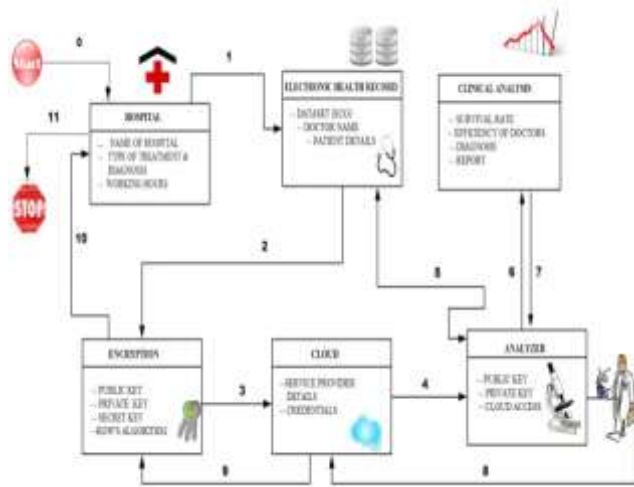 0
Start
1
11
HOSPITAL
-- NAME OF HOSPITAL
-- TYPE OF TREATMENT &
DIAGNOSIS
-- WORKING HOURS
STOP
10
ELECTRONIC HEALTH RECORD
-- DATASET
-- DOCTOR NAME
-- PATIENT DETAILS
CLINICAL ANALYSIS
-- SURVIVAL RATE
-- EFFICIENCY OF DOCTORS
-- DIAGNOSIS
-- REPORT
2
5
6
7
ENCRYPTION
-- PUBLIC KEY
-- PRIVATE KEY
-- SECRET KEY
ALGORITHM
3
CLOUD
-- SERVICE PROVIDER
DETAILS
-- CREDENTIALS
4
ANALYZER
-- PUBLIC KEY
-- PRIVATE KEY
-- CLOUD ACCESS
9
8